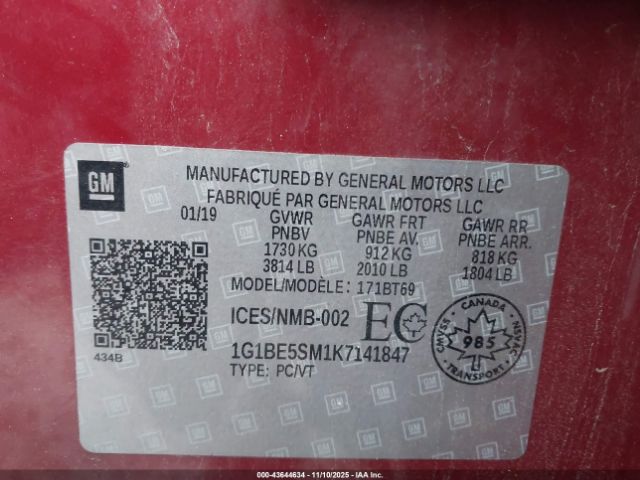 GM
MANUFACTURED BY GENERAL MOTORS LLC
FABRIQUÉ PAR GENERAL MOTORS LLC
01/19 GVWR GAWR FRT GAWR RR
PNBV PNBE AV. PNBE ARR.
1730 KG 912 KG 818 KG
3814 LB 2010 LB 1804 LB
MODEL/MODÈLE: 171BT69
ICES/NMB-002 EC
434B
1G1BE5SM1K7141847
TYPE: PC/VT
CANADA
CMVSS 985 NSVAC
TRANSPORT
000-43644634 - 11/10/2025 - IAA Inc.